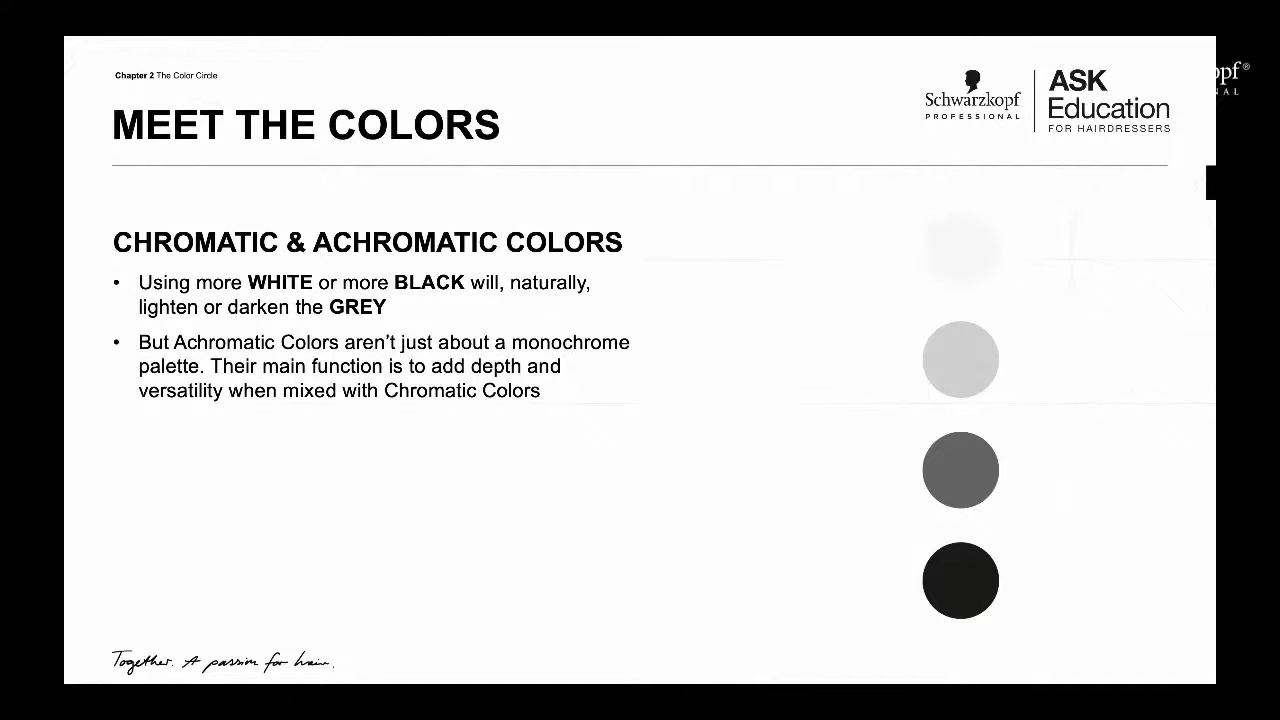 Chapter 2 The Color Circle
MEET THE COLORS
Schwarzkopf
PROFESSIONAL
ASK
Education
FOR HAIRDRESSERS
opf®
NAL
CHROMATIC & ACHROMATIC COLORS
• Using more WHITE or more BLACK will, naturally,
lighten or darken the GREY
• But Achromatic Colors aren’t just about a monochrome
palette. Their main function is to add depth and
versatility when mixed with Chromatic Colors
Together. A passion for hair.